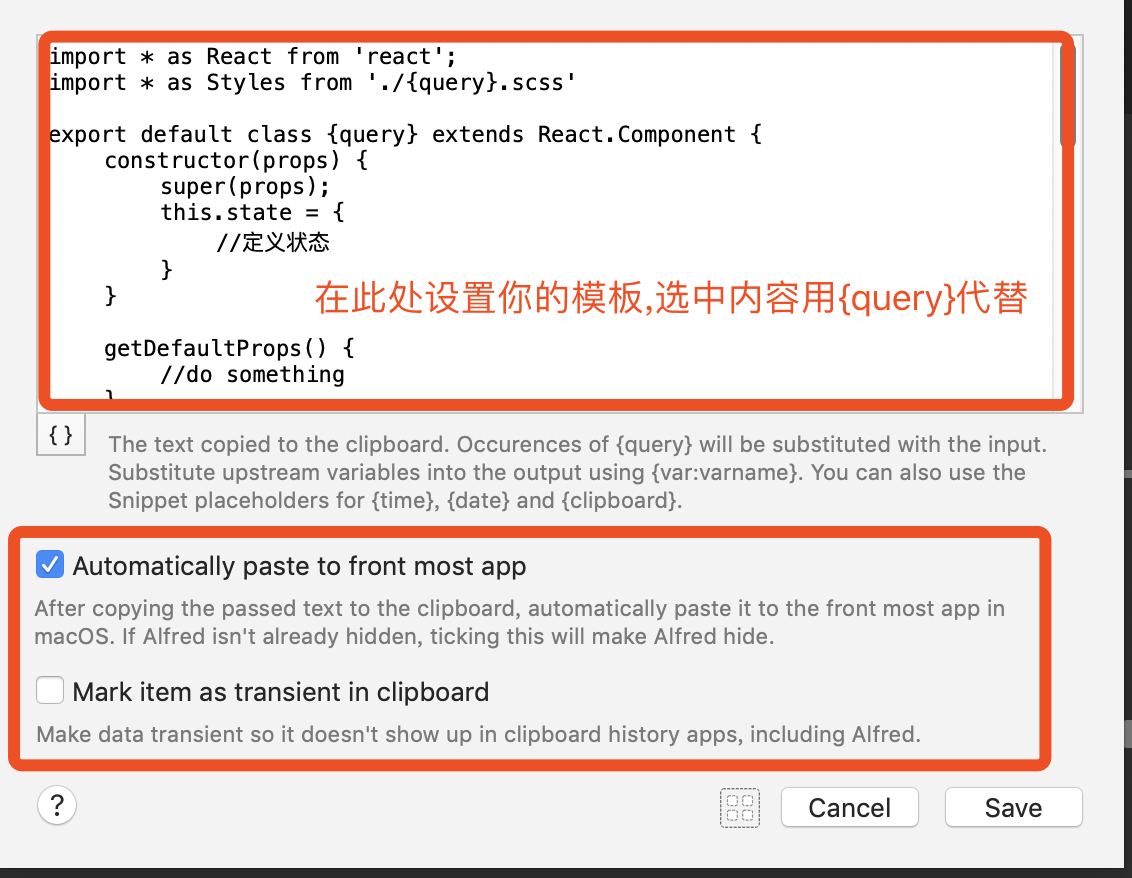 import * as React from 'react';
import * as Styles from './{query}.scss'
export default class {query} extends React.Component {
constructor(props) {
super(props);
this.state = {
//定义状态
}
}
在此处设置你的模板,选中内容用{query}代替
getDefaultProps() {
//do something
}
{}
The text copied to the clipboard. Occurences of {query} will be substituted with the input.
Substitute upstream variables into the output using {var:varname}. You can also use the
Snippet placeholders for {time}, {date} and {clipboard}.
Automatically paste to front most app
After copying the passed text to the clipboard, automatically paste it to the front most app in
macOS. If Alfred isn't already hidden, ticking this will make Alfred hide.
Mark item as transient in clipboard
Make data transient so it doesn't show up in clipboard history apps, including Alfred.
?
Cancel
Save